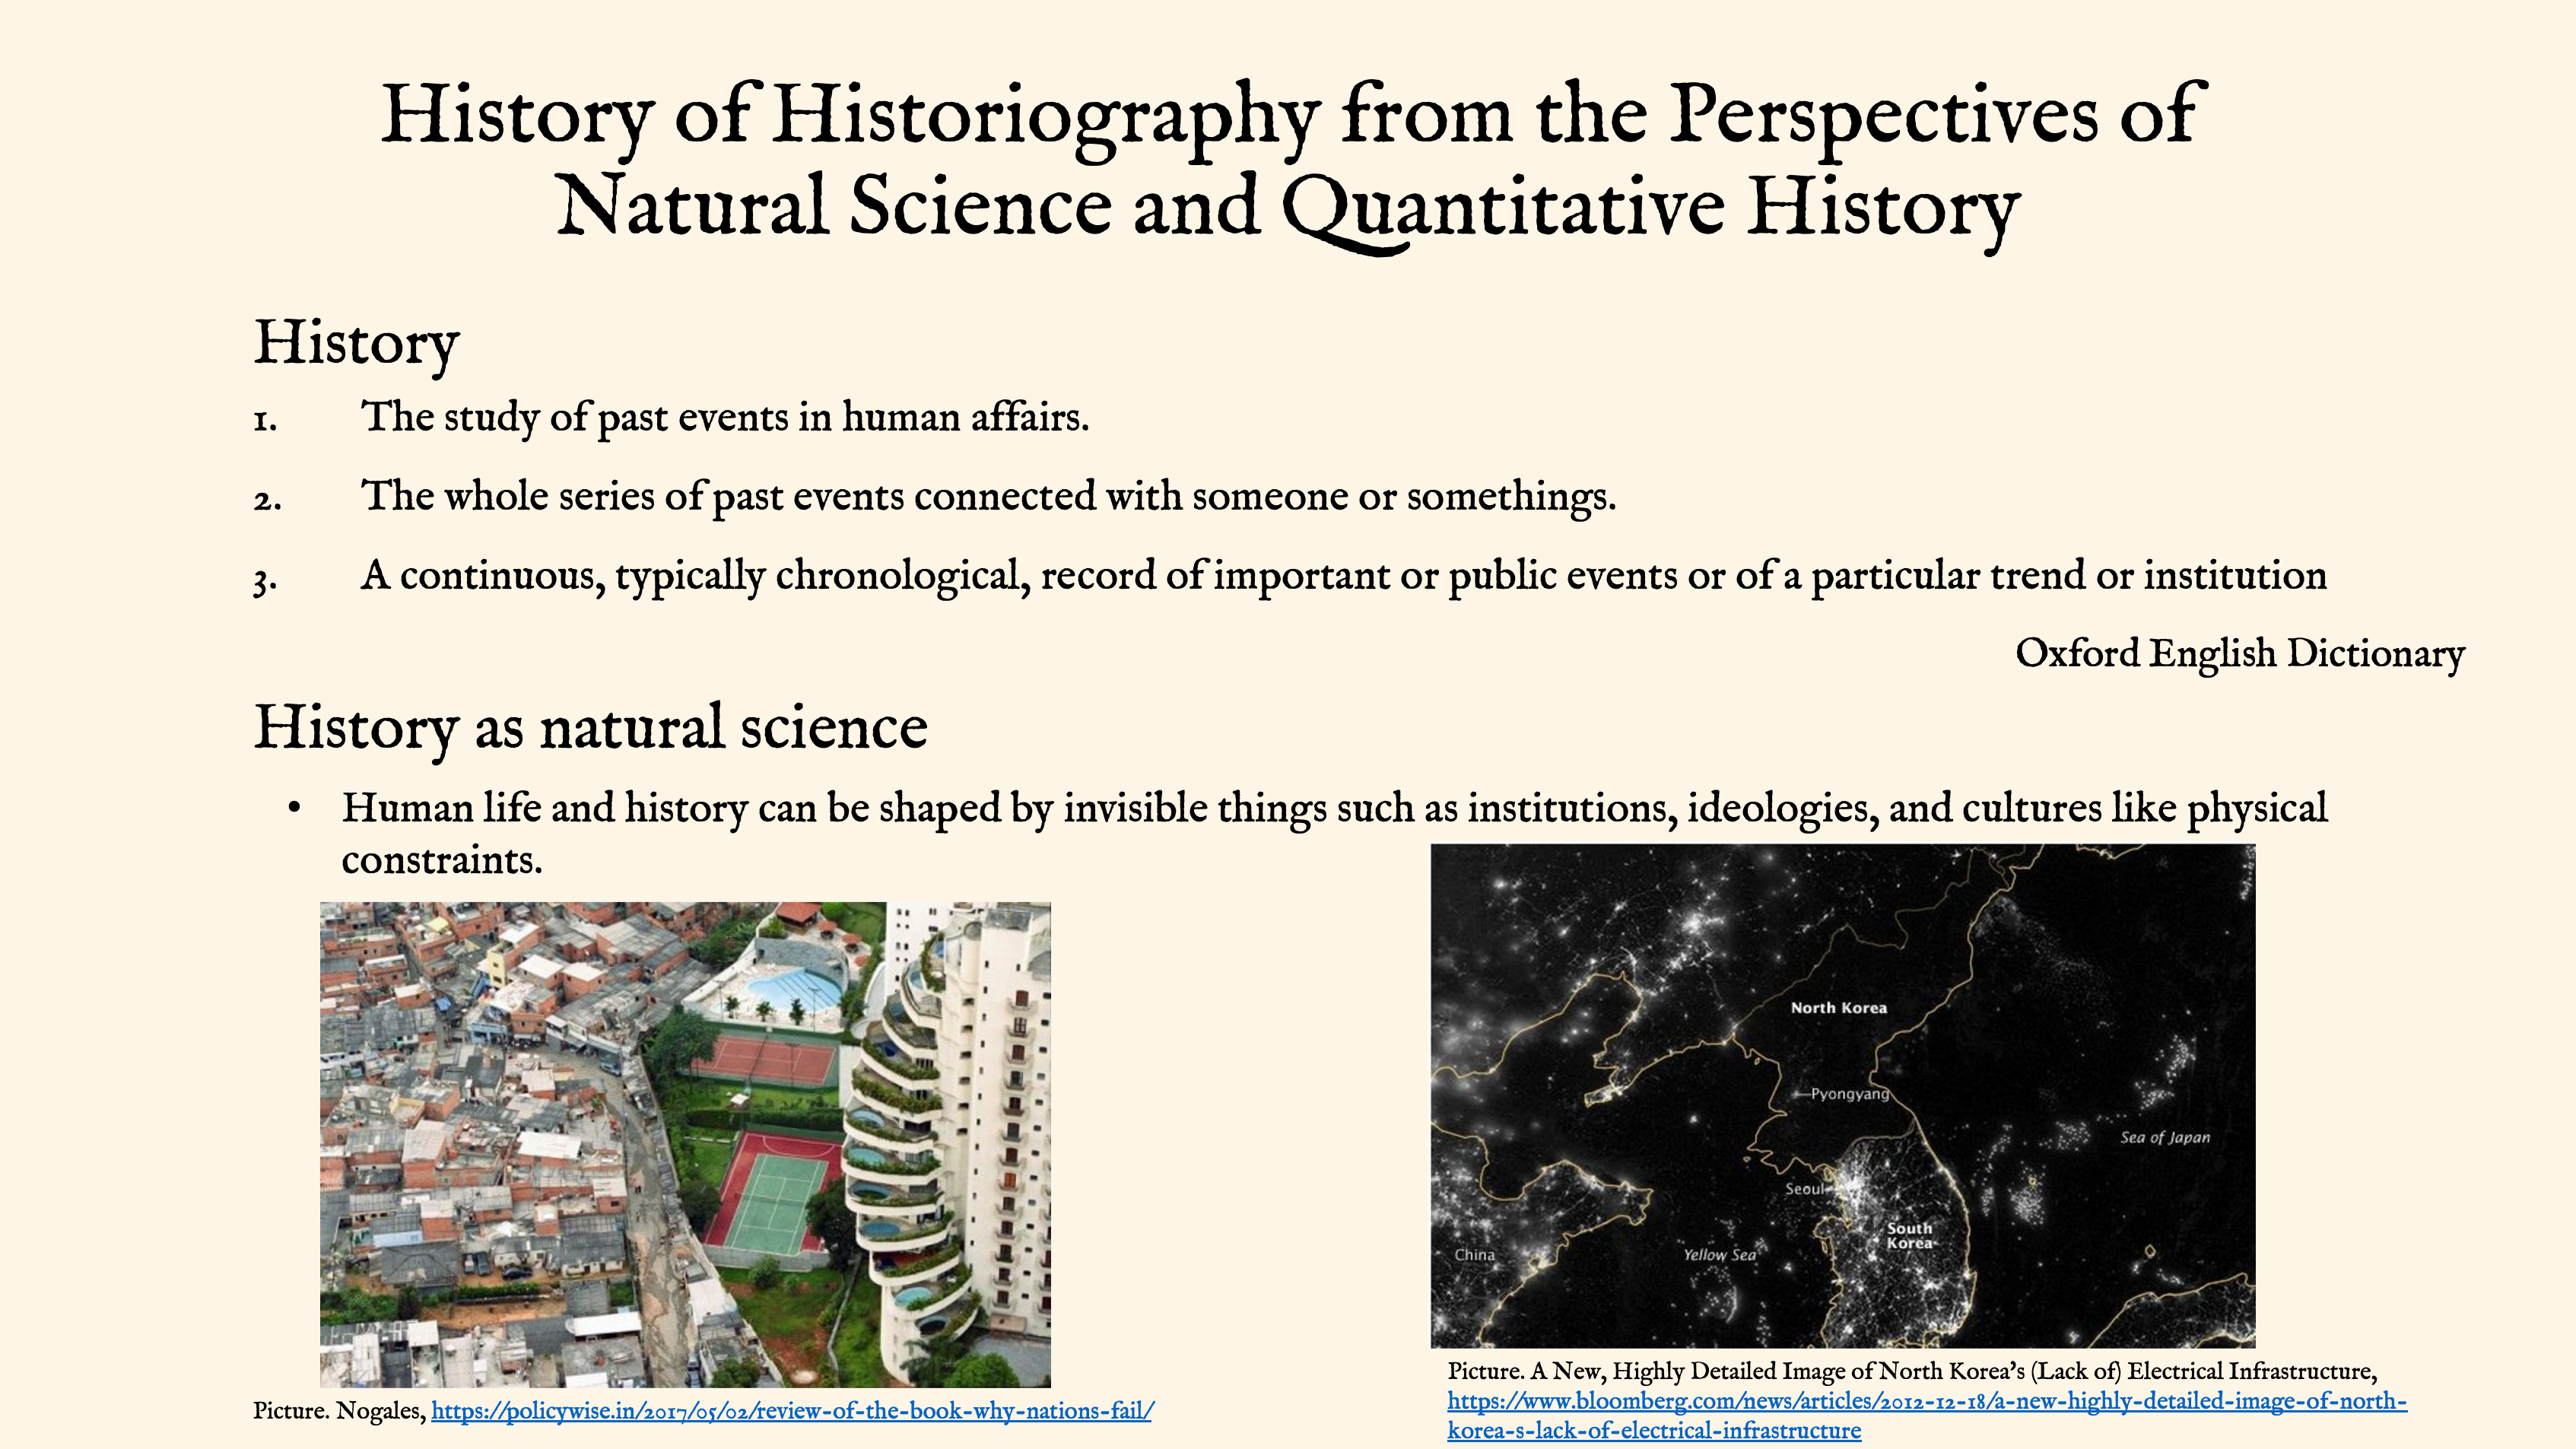 History of Historiography from the Perspectives of
Natural Science and Quantitative History
History
1. The study of past events in human affairs.
2. The whole series of past events connected with someone or somethings.
3. A continuous, typically chronological, record of important or public events or of a particular trend or institution
Oxford English Dictionary
History as natural science
• Human life and history can be shaped by invisible things such as institutions, ideologies, and cultures like physical
constraints.
North Korea
Pyongyang
Sea of Japan
Seoul
South
Korea
China
Yellow Sea
Picture. Nogales, https://policywise.in/2017/05/02/review-of-the-book-why-nations-fail/
Picture. A New, Highly Detailed Image of North Korea's (Lack of) Electrical Infrastructure,
https://www.bloomberg.com/news/articles/2012-12-18/a-new-highly-detailed-image-of-north-
korea-s-lack-of-electrical-infrastructure